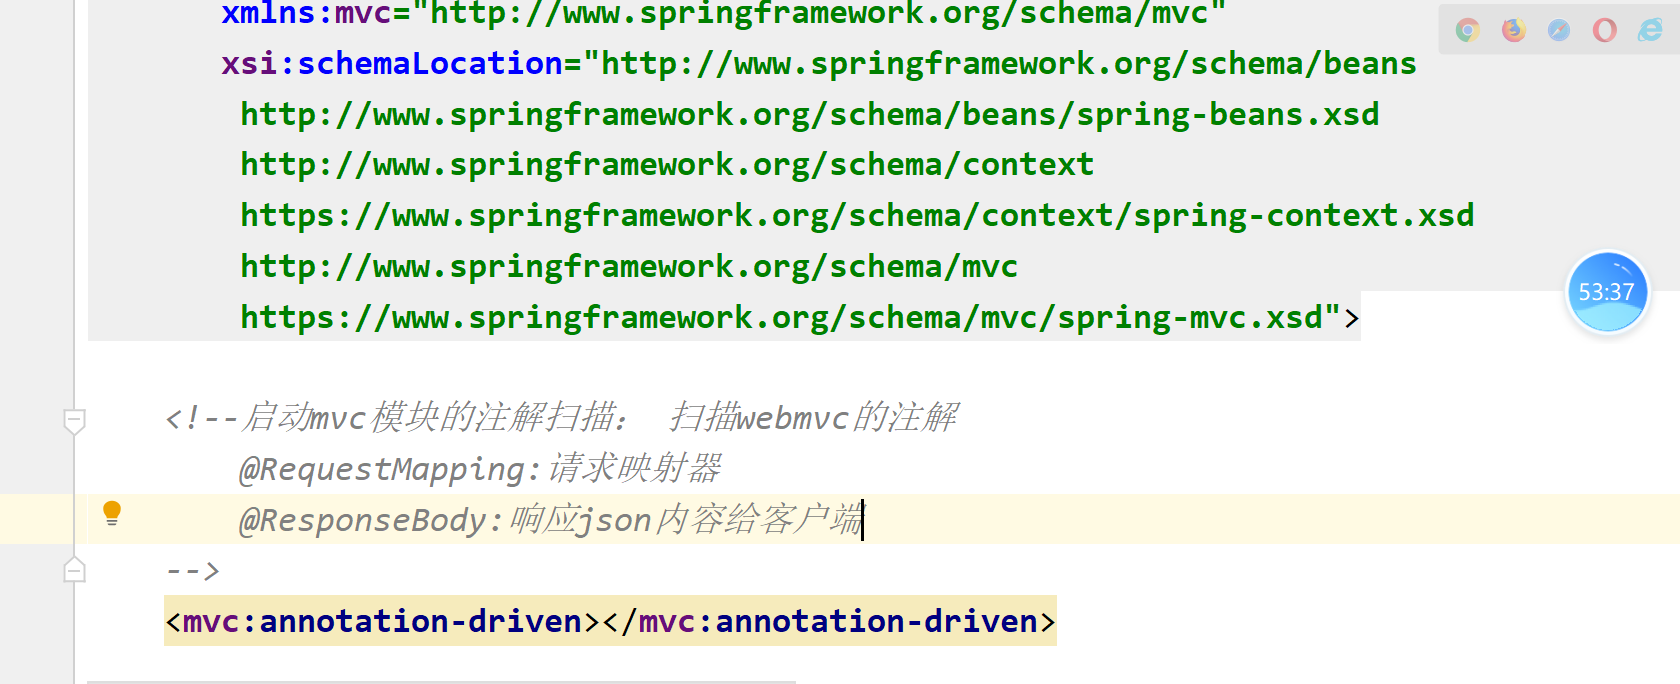 xmlns:mvc="http://www.springframework.org/schema/mvc"
xsi:schemaLocation="http://www.springframework.org/schema/beans
http://www.springframework.org/schema/beans/spring-beans.xsd
http://www.springframework.org/schema/context
https://www.springframework.org/schema/context/spring-context.xsd
http://www.springframework.org/schema/mvc
https://www.springframework.org/schema/mvc/spring-mvc.xsd">
53:37
<!--启动mvc模块的注解扫描： 扫描webmvc的注解
@RequestMapping:请求映射器
@ResponseBody:响应json内容给客户端
-->
<mvc:annotation-driven></mvc:annotation-driven>